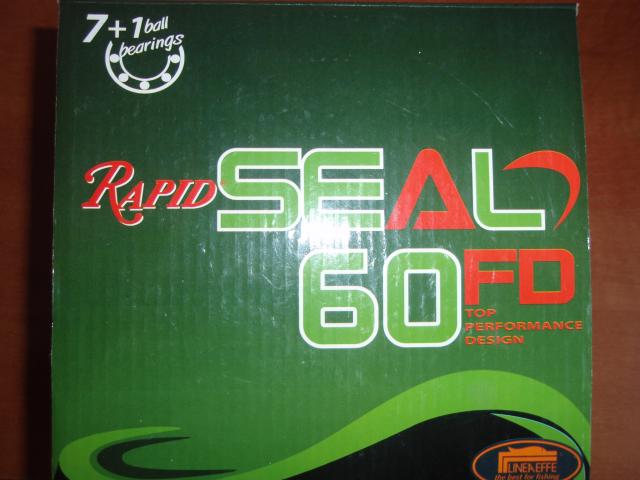 7+1 ball
bearings
RAPID SEAL
60 FD
TOP
PERFORMANCE
DESIGN
LINEAEFFE
the best for fishing